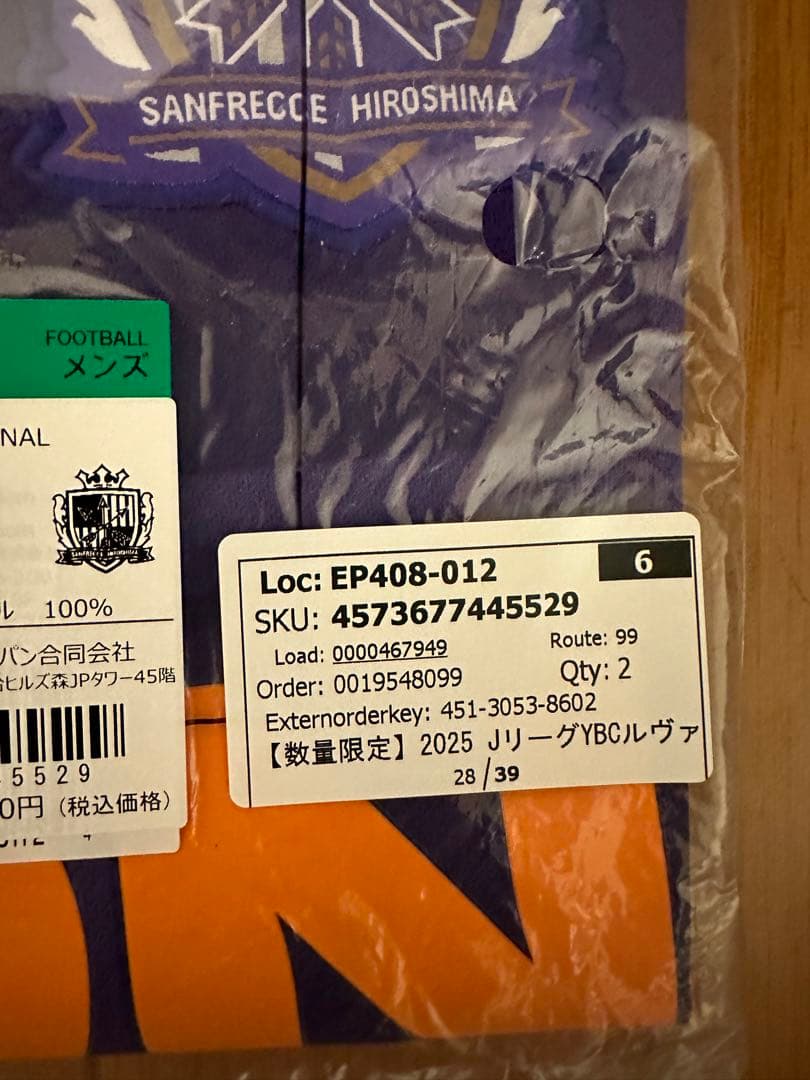 SANFRECCE HIROSHIMA
FOOTBALL
メンズ
NAL
SANFRECCE HIROSHIMA
ル 100%
パン合同会社
ヒルズ森JPタワー45階
5529
0円（税込価格）
Loc: EP408-012
6
SKU: 4573677445529
Load: 0000467949
Route: 99
Order: 0019548099
Qty: 2
Externorderkey: 451-3053-8602
【数量限定】2025 JリーグYBCルヴァ
28/39
N